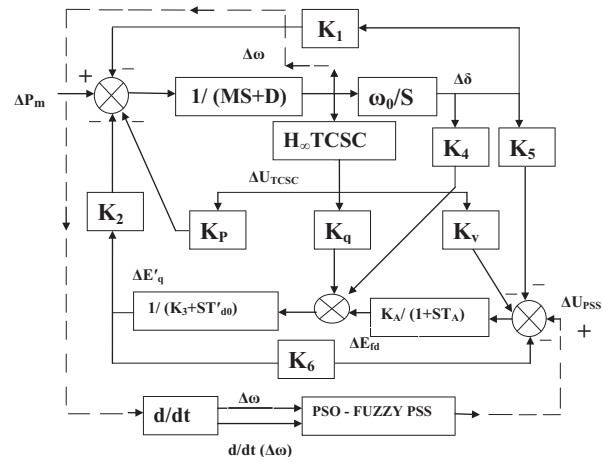 K1
Δω
Δδ
+
−
ΔPm
1/ (MS+D)
ω0/S
− −
H∞TCSC
K4
K5
ΔUTCSC
K2
KP
Kq
Kv
ΔE'q
− −
ΔUPSS
1/ (K3+ST'd0)
KA/ (1+STA)
−
+
ΔEfd
K6
Δω
d/dt
PSO - FUZZY PSS
d/dt (Δω)